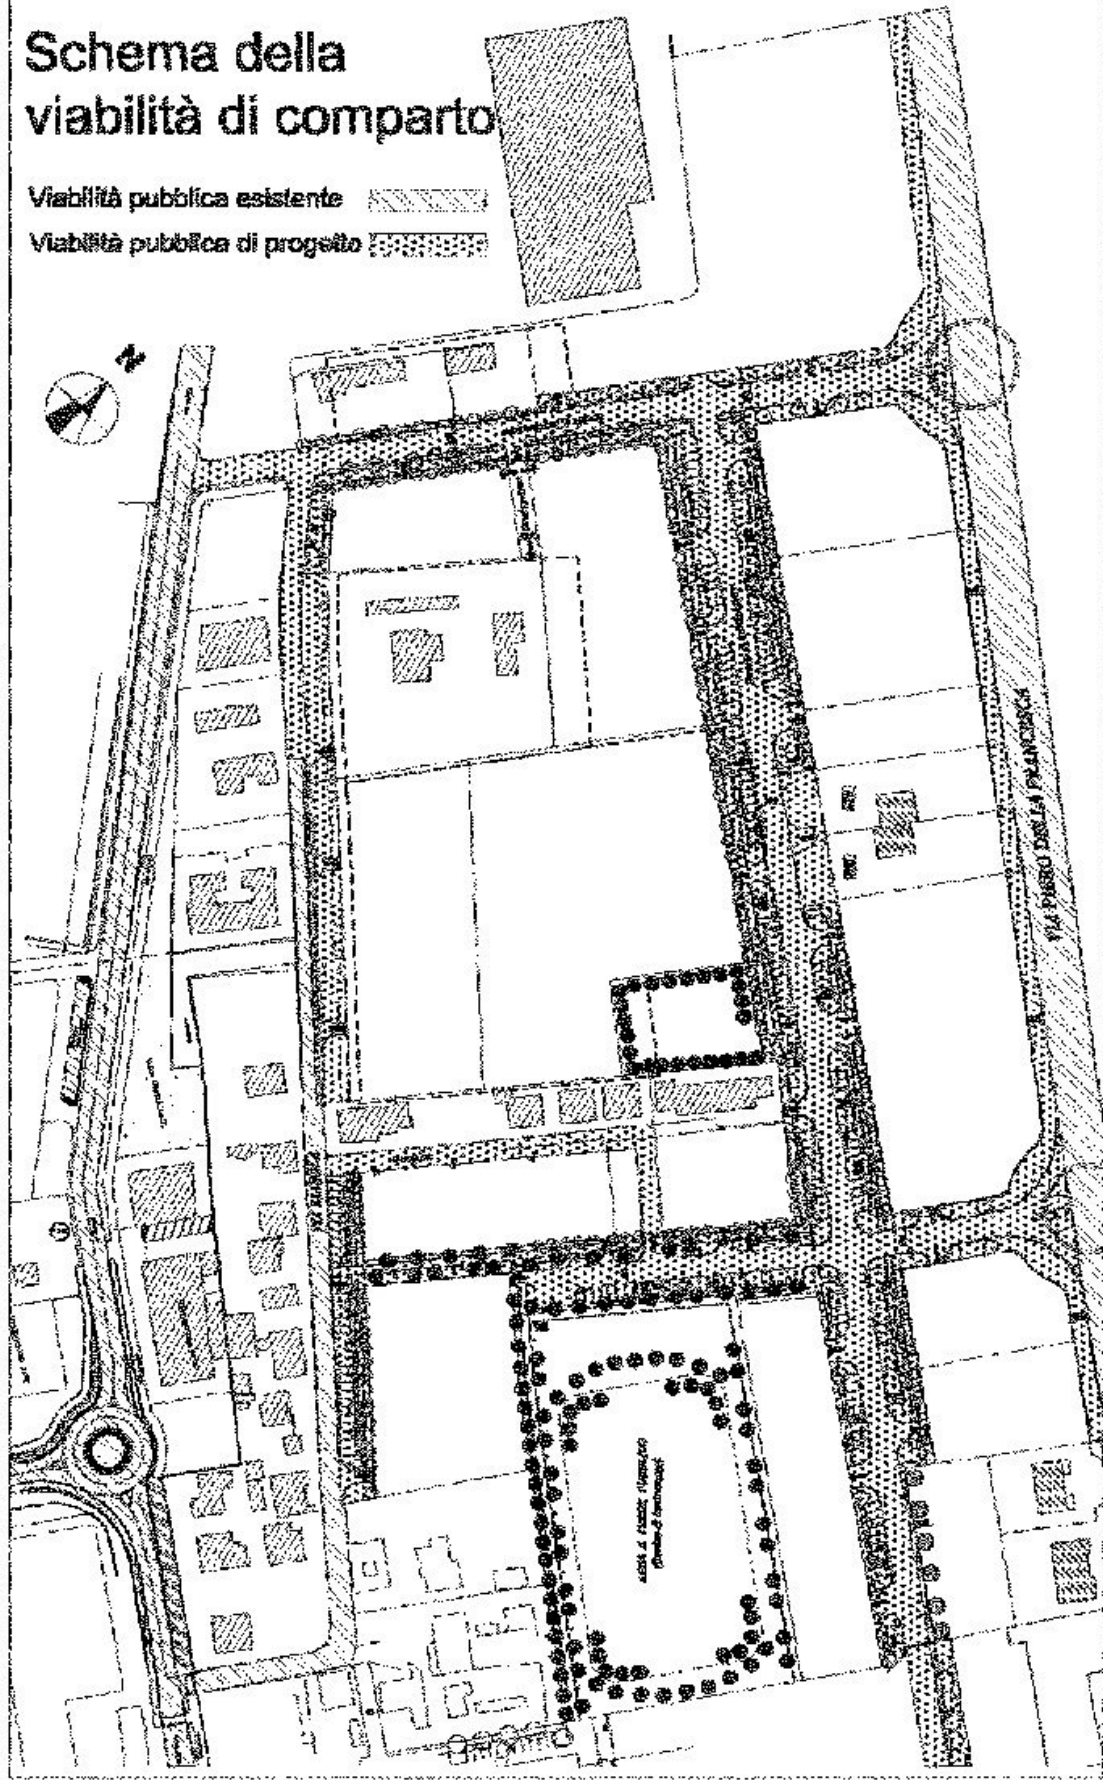 Schema della
viabilità di comparto
Viabilità pubblica esistente
Viabilità pubblica di progetto
N
VIA PIERO DELLA FRANCESCA